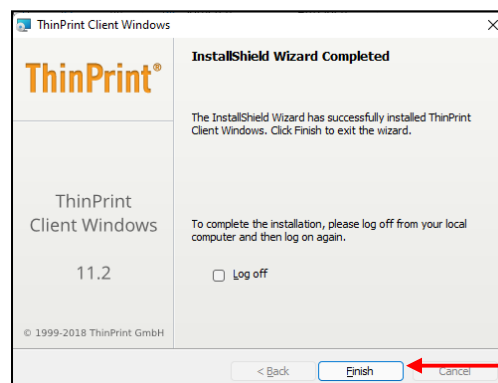 ThinPrint Client Windows
ThinPrint®
InstallShield Wizard Completed
The InstallShield Wizard has successfully installed ThinPrint
Client Windows. Click Finish to exit the wizard.
ThinPrint
Client Windows
11.2
To complete the installation, please log off from your local
computer and then log on again.
Log off
© 1999-2018 ThinPrint GmbH
< Back
Finish
Cancel